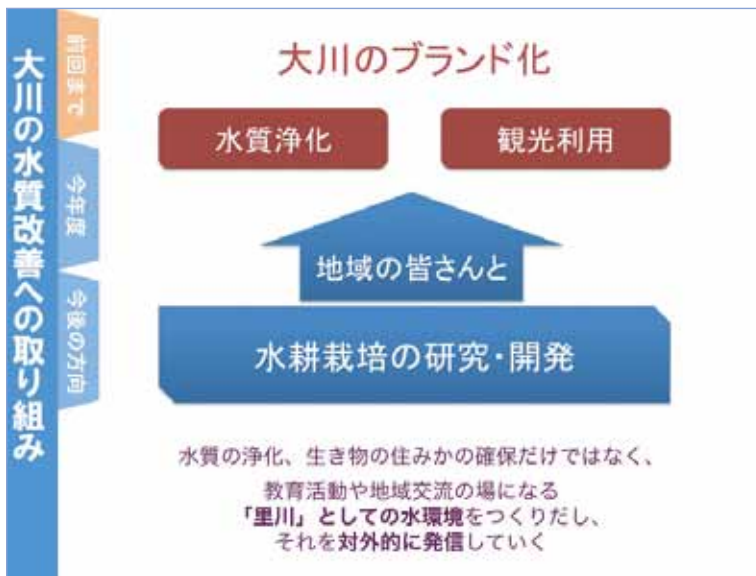 大川の水質改善への取り組み
前回まで
今年度
今後の方向
大川のブランド化
水質浄化
観光利用
地域の皆さんと
水耕栽培の研究・開発
水質の浄化、生き物の住みかの確保だけではなく、
教育活動や地域交流の場になる
「里川」としての水環境をつくりだし、
それを対外的に発信していく